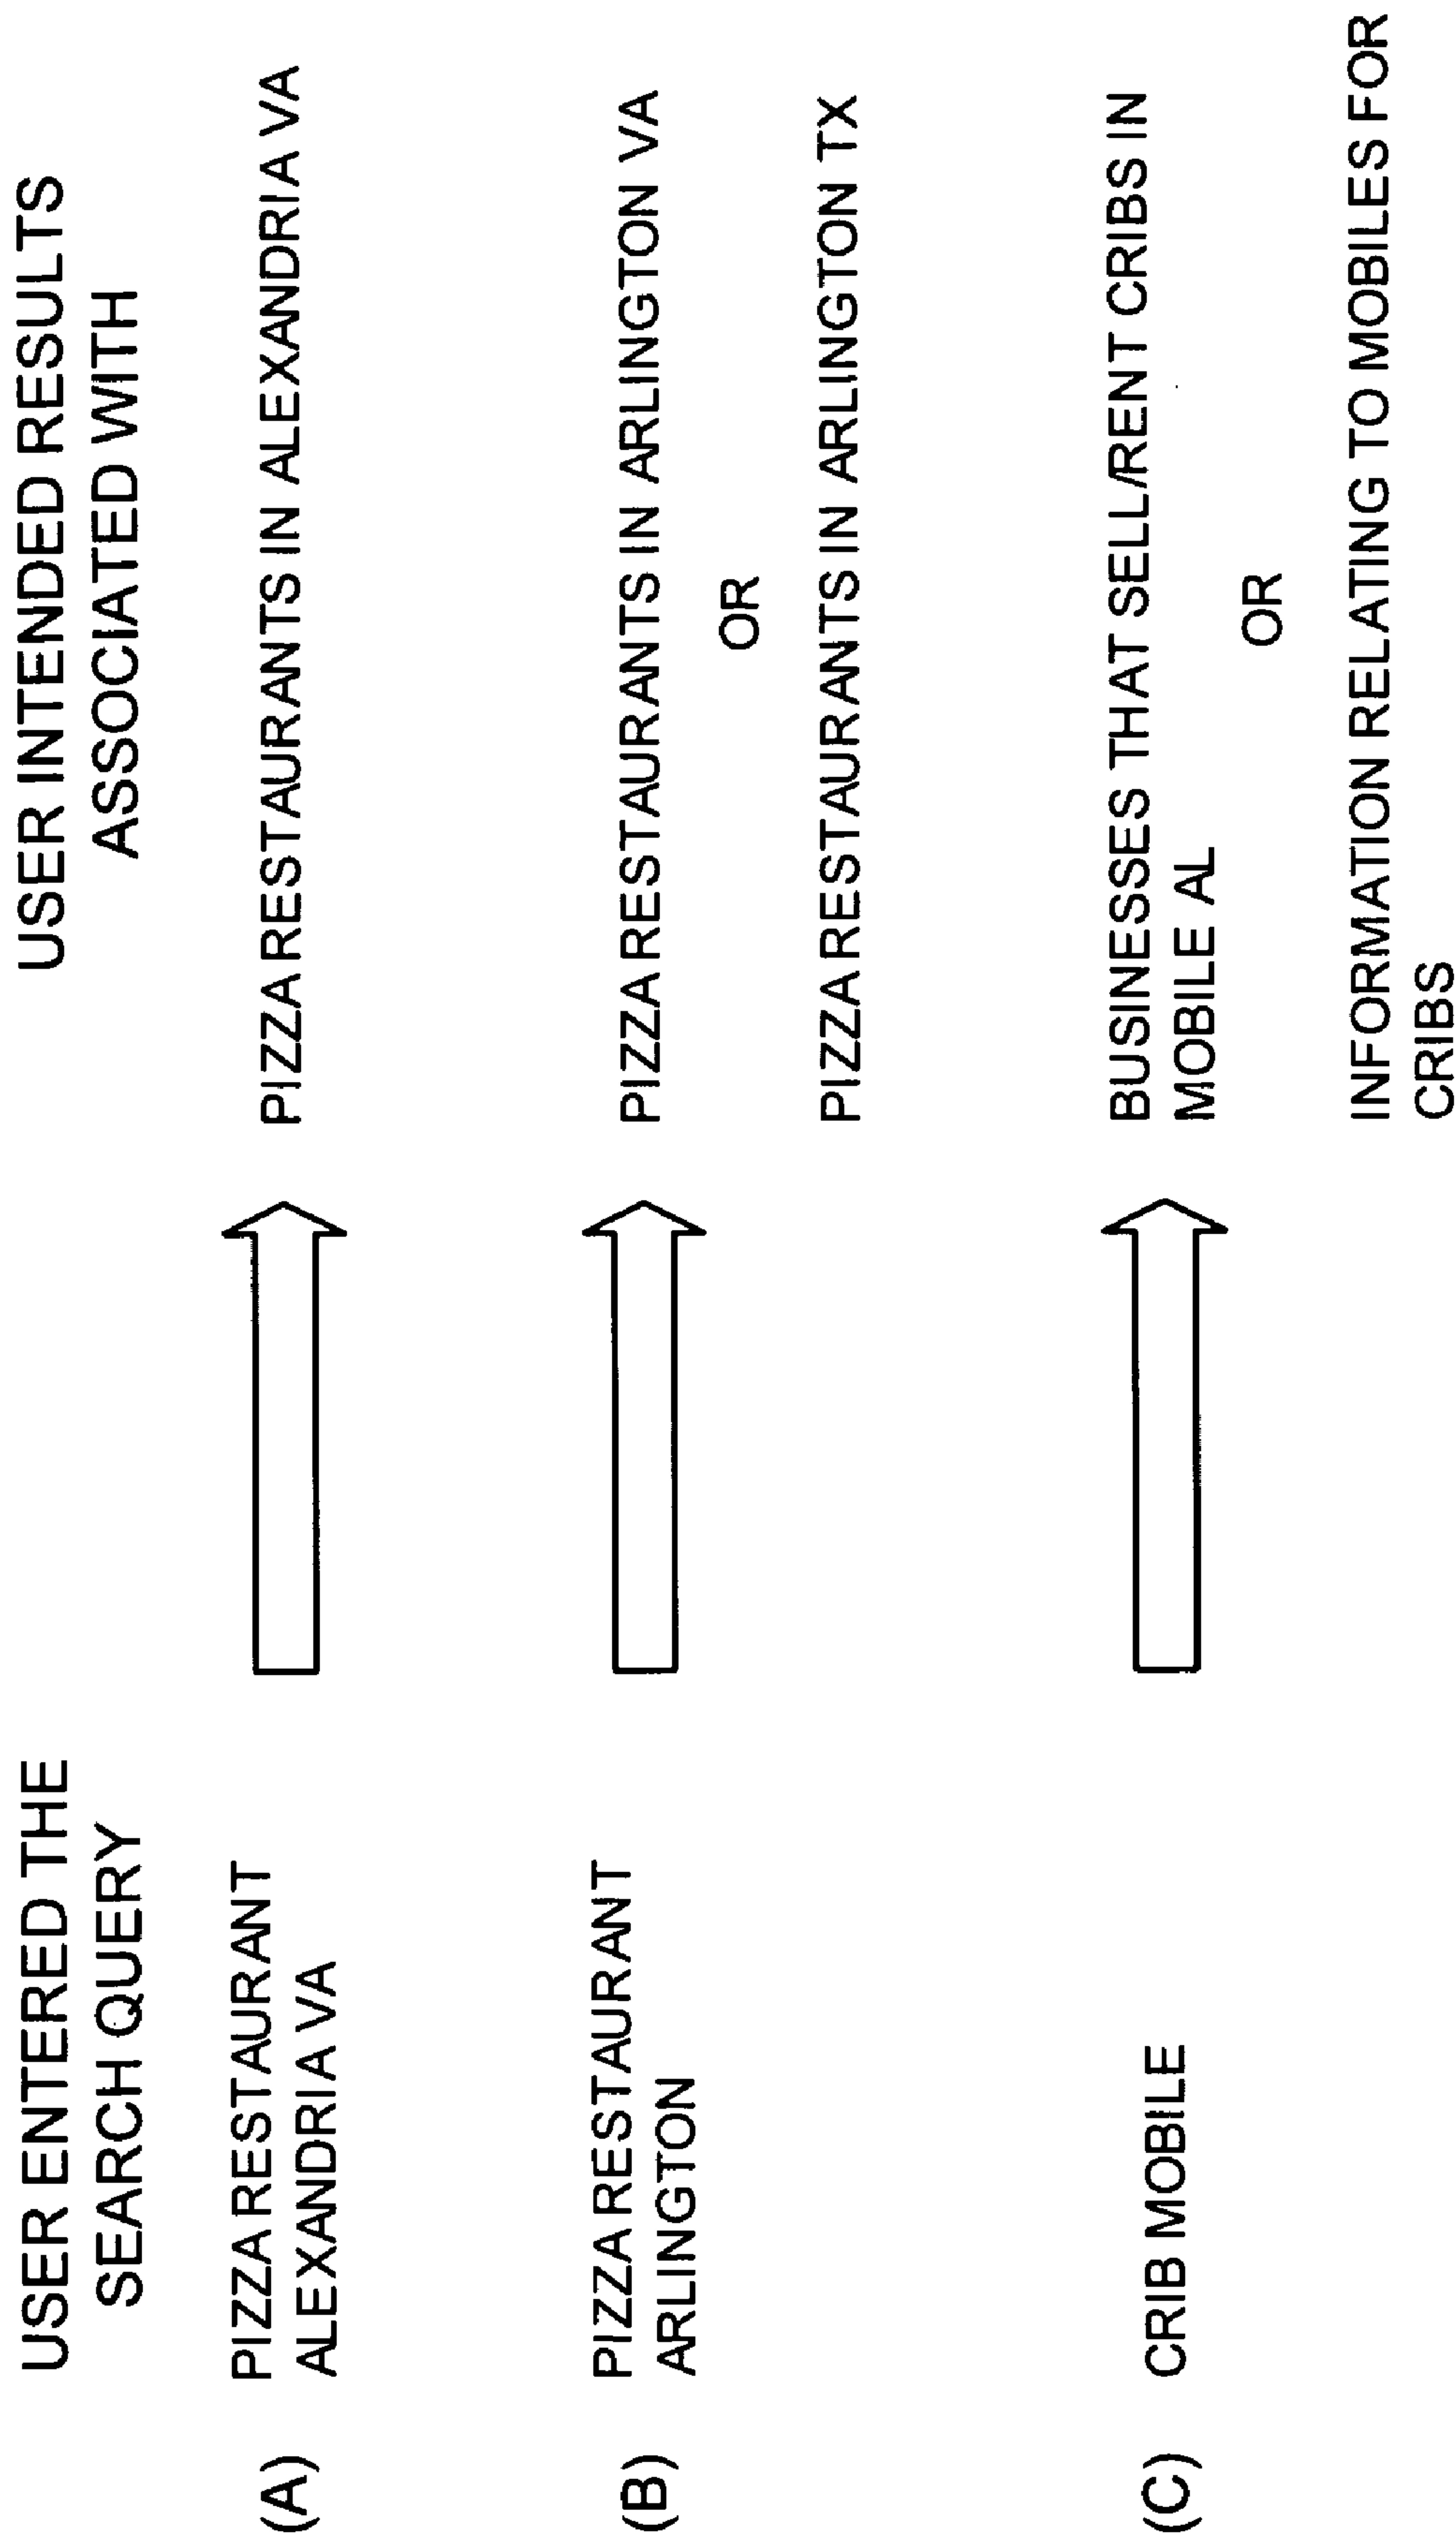 USER ENTERED THE
SEARCH QUERY
USER INTENDED RESULTS
ASSOCIATED WITH
(A)
PIZZA RESTAURANT
ALEXANDRIA VA
PIZZA RESTAURANTS IN ALEXANDRIA VA
(B)
PIZZA RESTAURANT
ARLINGTON
PIZZA RESTAURANTS IN ARLINGTON VA
OR
PIZZA RESTAURANTS IN ARLINGTON TX
(C)
CRIB MOBILE
BUSINESSES THAT SELL/RENT CRIBS IN
MOBILE AL
OR
INFORMATION RELATING TO MOBILES FOR
CRIBS